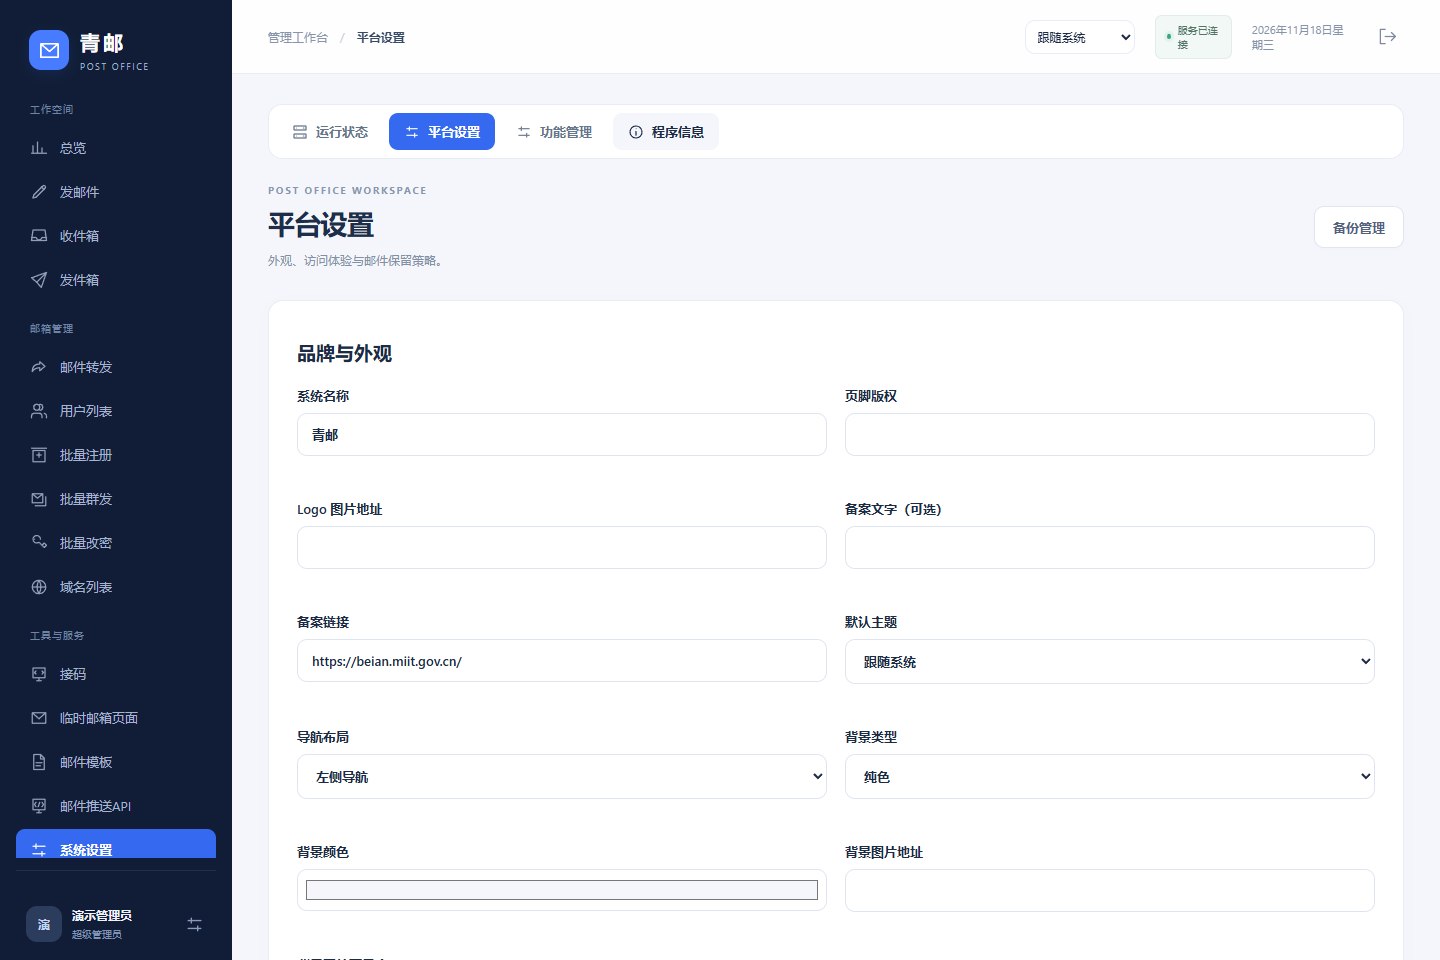 青邮
POST OFFICE
工作空间
总览
发邮件
收件箱
发件箱
邮箱管理
邮件转发
用户列表
批量注册
批量群发
批量改密
域名列表
工具与服务
接码
临时邮箱页面
邮件模板
邮件推送API
系统设置
演
演示管理员
超级管理员
管理工作台 / 平台设置
跟随系统
服务已连
接
2026年11月18日星
期三
运行状态
平台设置
功能管理
程序信息
POST OFFICE WORKSPACE
平台设置
外观、访问体验与邮件保留策略。
备份管理
品牌与外观
系统名称
青邮
页脚版权
Logo 图片地址
备案文字（可选）
备案链接
https://beian.miit.gov.cn/
默认主题
跟随系统
导航布局
左侧导航
背景类型
纯色
背景颜色
背景图片地址